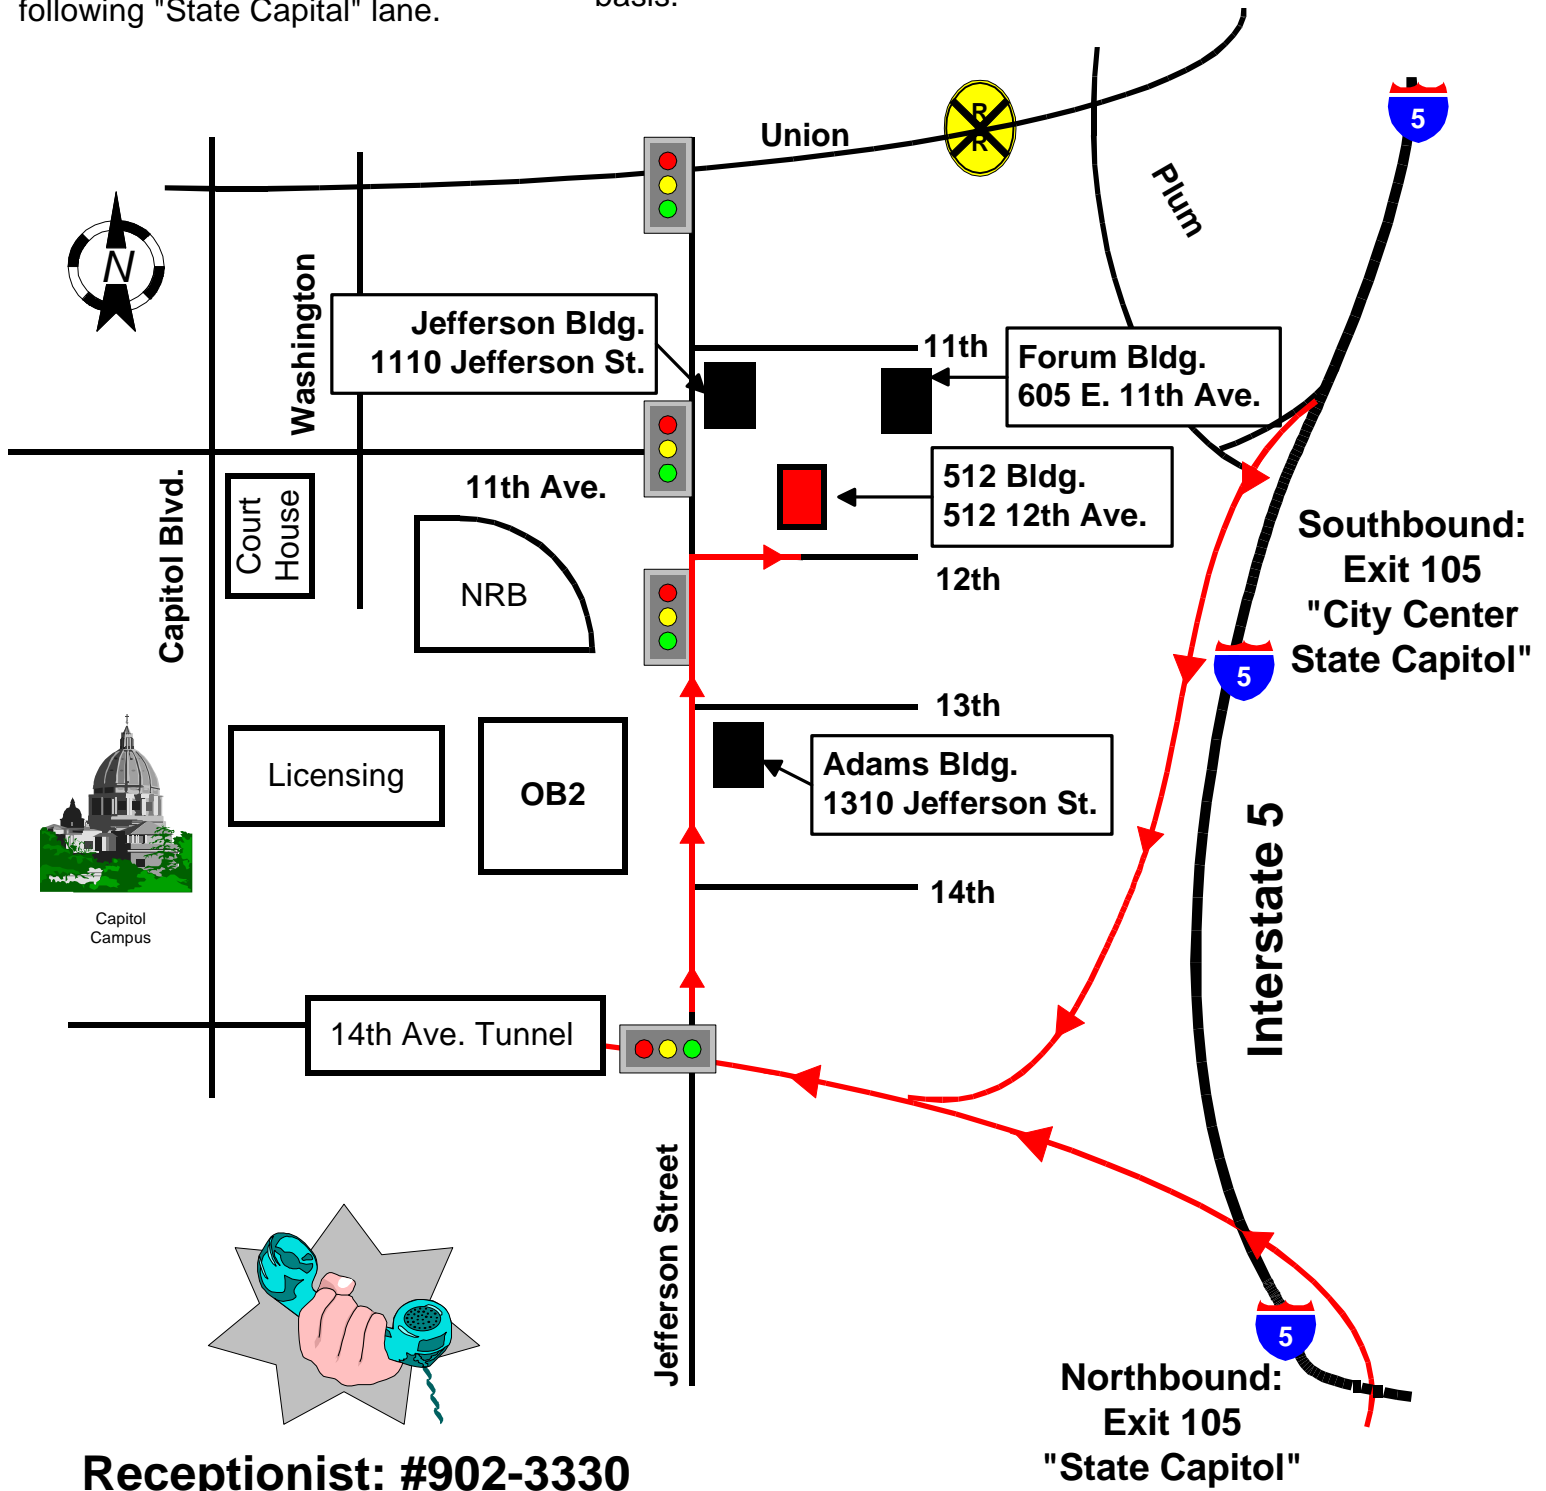 following "State Capital" lane.
basis.
R
R
Union
5
Plum
N
Washington
Jefferson Bldg.
1110 Jefferson St.
11th
Forum Bldg.
605 E. 11th Ave.
11th Ave.
Capitol Blvd.
Court
House
512 Bldg.
512 12th Ave.
Southbound:
Exit 105
"City Center
State Capitol"
NRB
12th
5
13th
Licensing
OB2
Adams Bldg.
1310 Jefferson St.
Interstate 5
14th
Capitol
Campus
14th Ave. Tunnel
Jefferson Street
5
Northbound:
Exit 105
"State Capitol"
Receptionist: #902-3330